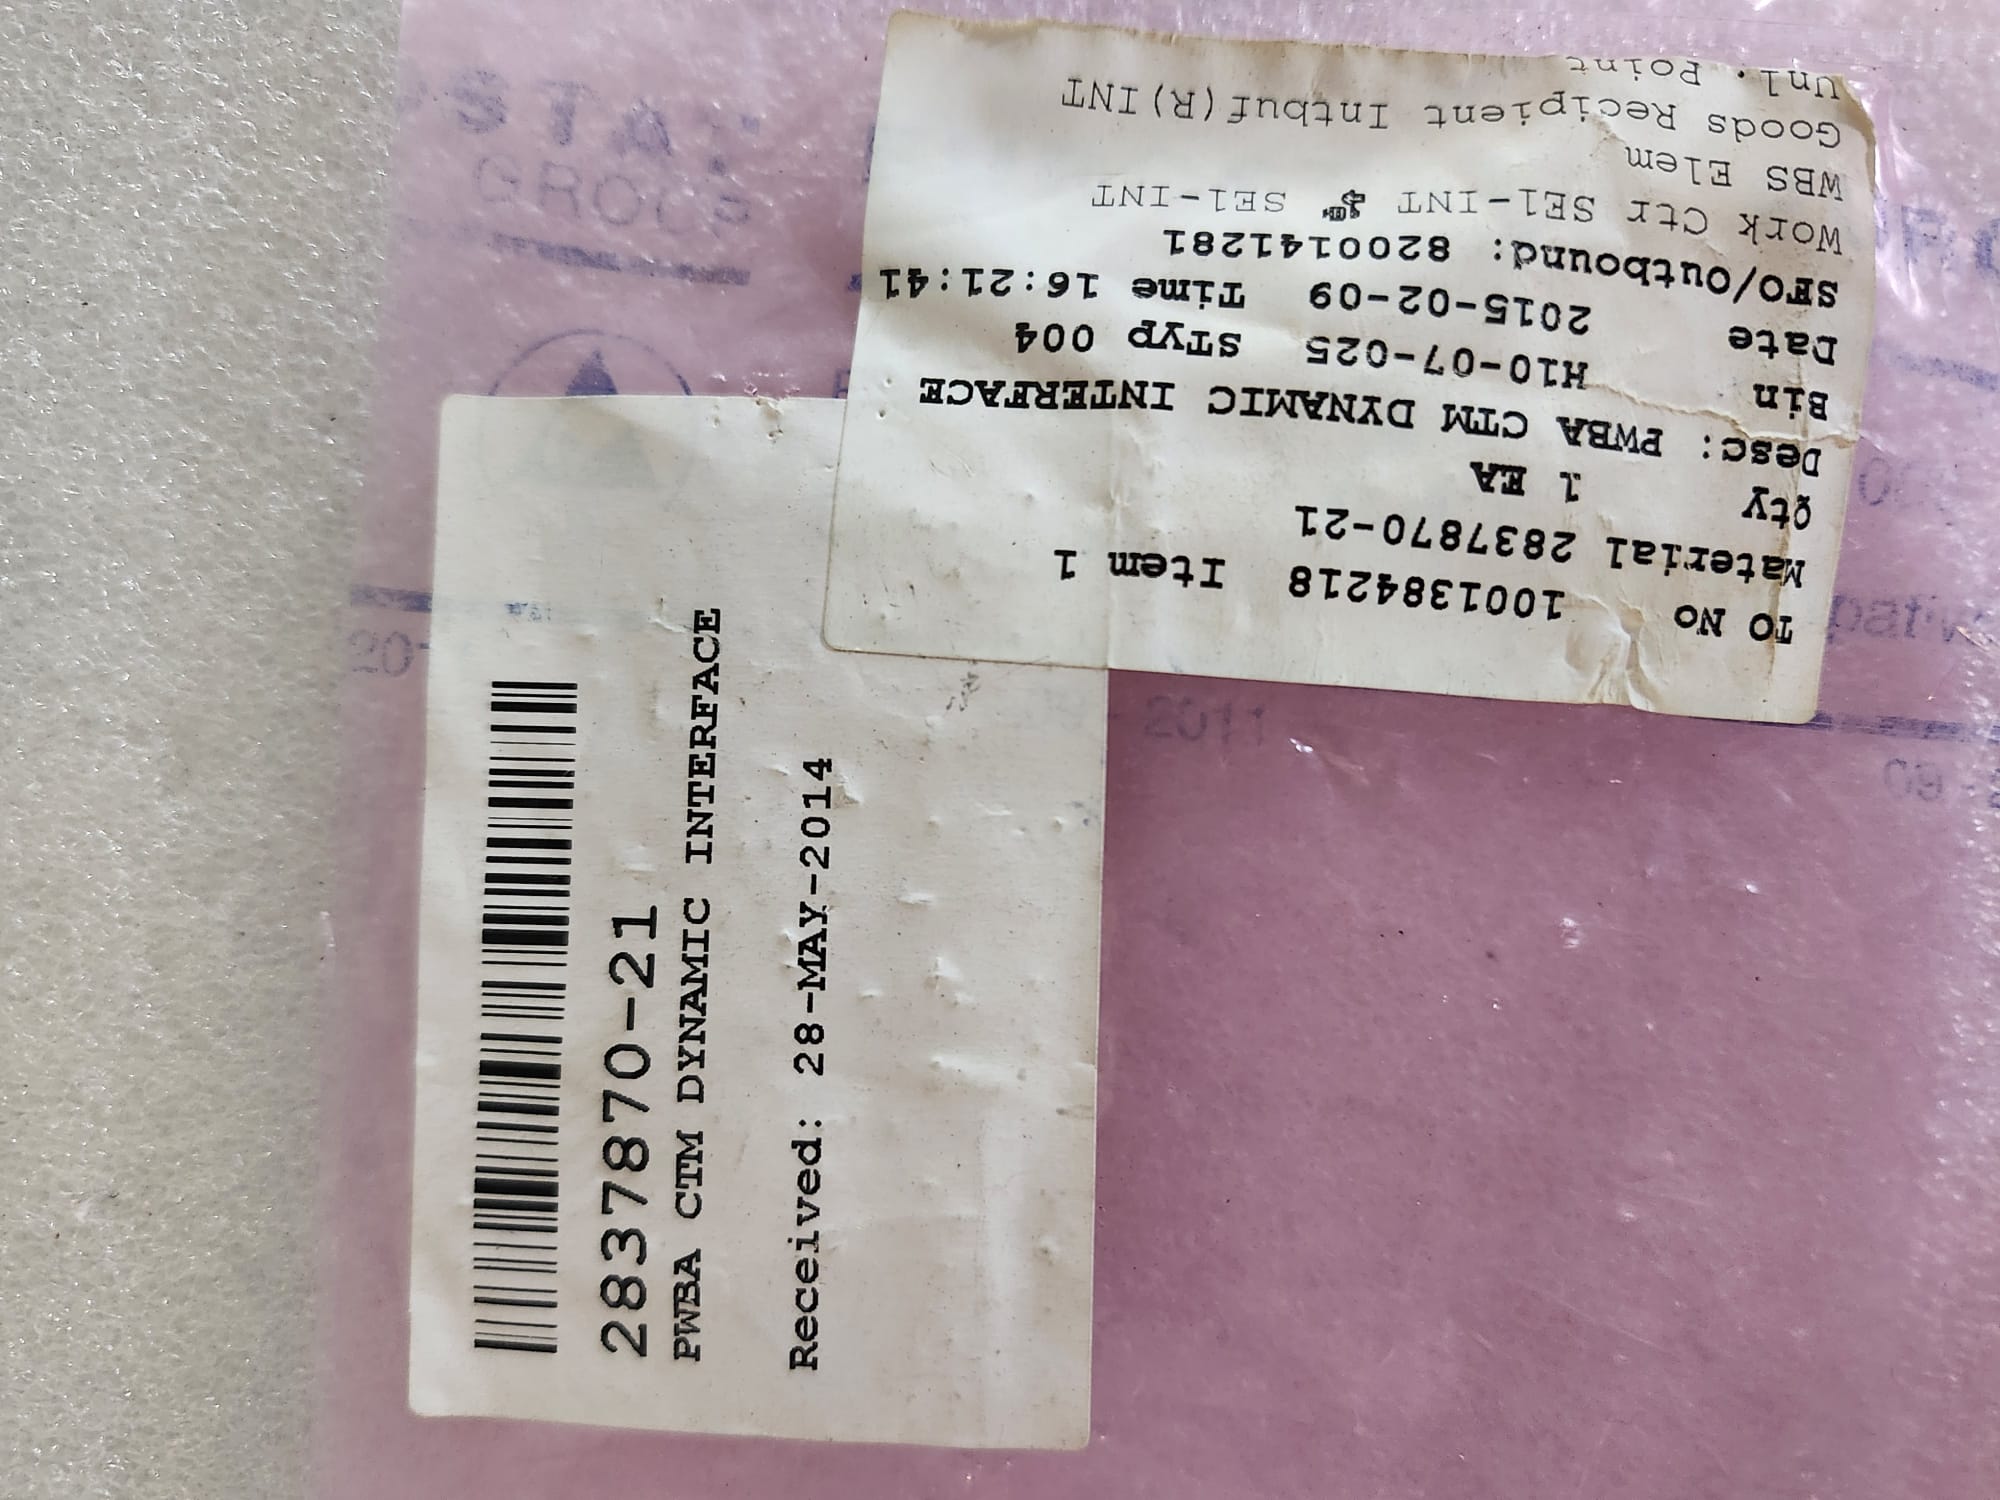 TO No 1001384218 Item 1
Material 2837870-21
Qty 1 EA
Desc: PWBA CTM DYNAMIC INTERFACE
Bin H10-07-025 STyp 004
Date 2015-02-09 Time 16:21:41
SFO/Outbound: 8200141281
Work Ctr SE1-INT SE1-INT
WBS Elem
Goods Recipient Intbuf(R)INT
Unl. Point
2837870-21
PWBA CTM DYNAMIC INTERFACE
Received: 28-MAY-2014
GROUP
2011